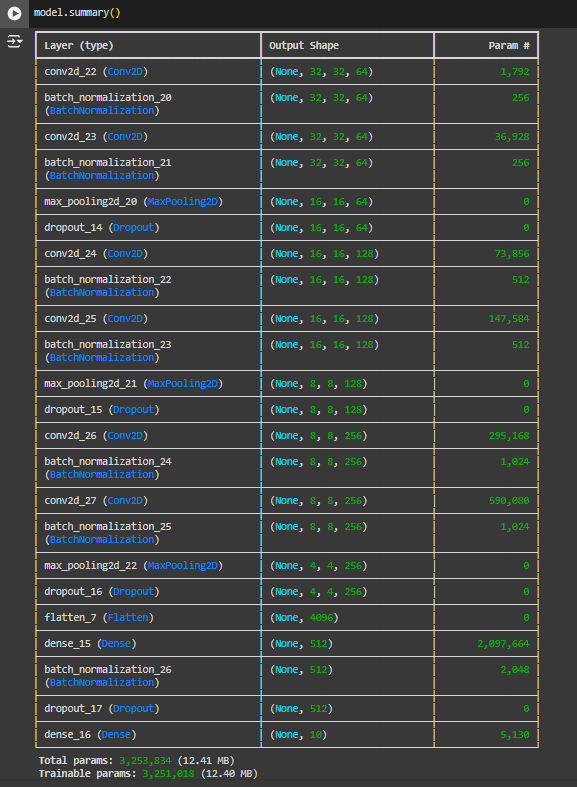 model.summary()
Layer (type) Output Shape Param #
conv2d_22 (Conv2D) (None, 32, 32, 64) 1,792
batch_normalization_20 (None, 32, 32, 64) 256
(BatchNormalization)
conv2d_23 (Conv2D) (None, 32, 32, 64) 36,928
batch_normalization_21 (None, 32, 32, 64) 256
(BatchNormalization)
max_pooling2d_20 (MaxPooling2D) (None, 16, 16, 64) 0
dropout_14 (Dropout) (None, 16, 16, 64) 0
conv2d_24 (Conv2D) (None, 16, 16, 128) 73,856
batch_normalization_22 (None, 16, 16, 128) 512
(BatchNormalization)
conv2d_25 (Conv2D) (None, 16, 16, 128) 147,584
batch_normalization_23 (None, 16, 16, 128) 512
(BatchNormalization)
max_pooling2d_21 (MaxPooling2D) (None, 8, 8, 128) 0
dropout_15 (Dropout) (None, 8, 8, 128) 0
conv2d_26 (Conv2D) (None, 8, 8, 256) 295,168
batch_normalization_24 (None, 8, 8, 256) 1,024
(BatchNormalization)
conv2d_27 (Conv2D) (None, 8, 8, 256) 590,080
batch_normalization_25 (None, 8, 8, 256) 1,024
(BatchNormalization)
max_pooling2d_22 (MaxPooling2D) (None, 4, 4, 256) 0
dropout_16 (Dropout) (None, 4, 4, 256) 0
flatten_7 (Flatten) (None, 4096) 0
dense_15 (Dense) (None, 512) 2,097,664
batch_normalization_26 (None, 512) 2,048
(BatchNormalization)
dropout_17 (Dropout) (None, 512) 0
dense_16 (Dense) (None, 10) 5,130
Total params: 3,253,834 (12.41 MB)
Trainable params: 3,251,018 (12.40 MB)